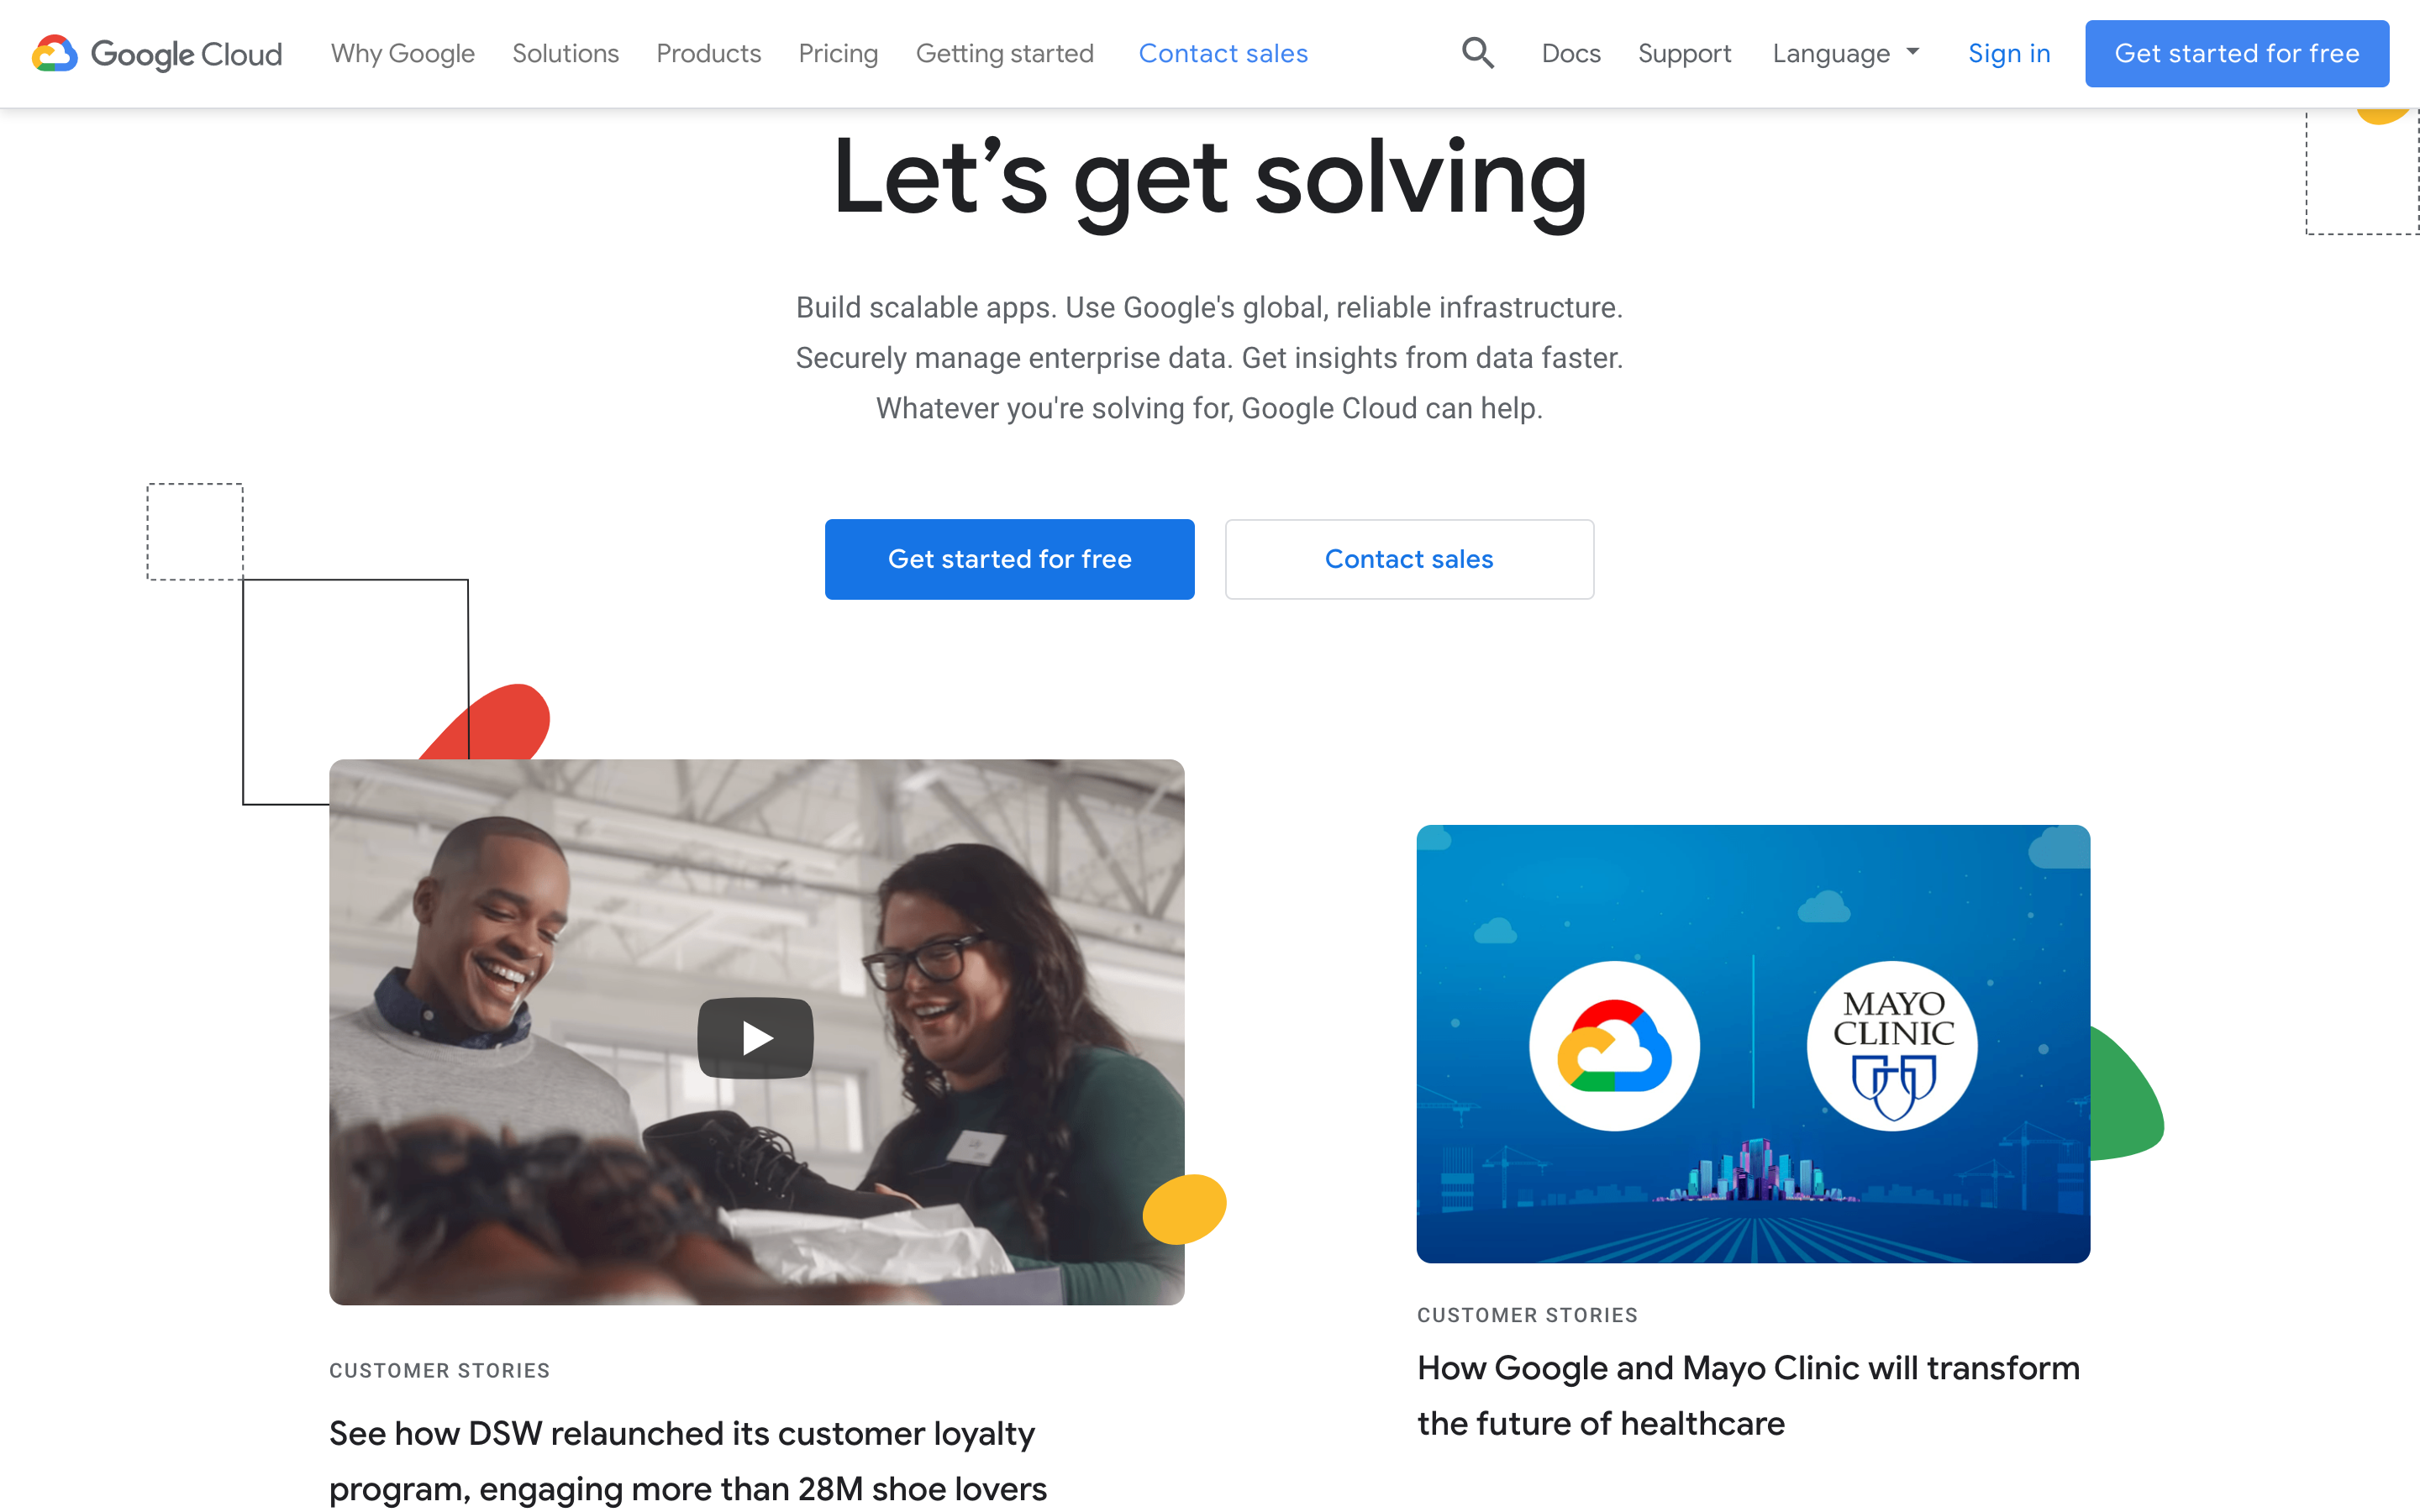 Google Cloud Why Google Solutions Products Pricing Getting started Contact sales Docs Support Language Sign in Get started for free
Let’s get solving
Build scalable apps. Use Google's global, reliable infrastructure.
Securely manage enterprise data. Get insights from data faster.
Whatever you're solving for, Google Cloud can help.
Get started for free Contact sales
MAYO
CLINIC
CUSTOMER STORIES
See how DSW relaunched its customer loyalty
program, engaging more than 28M shoe lovers
CUSTOMER STORIES
How Google and Mayo Clinic will transform
the future of healthcare